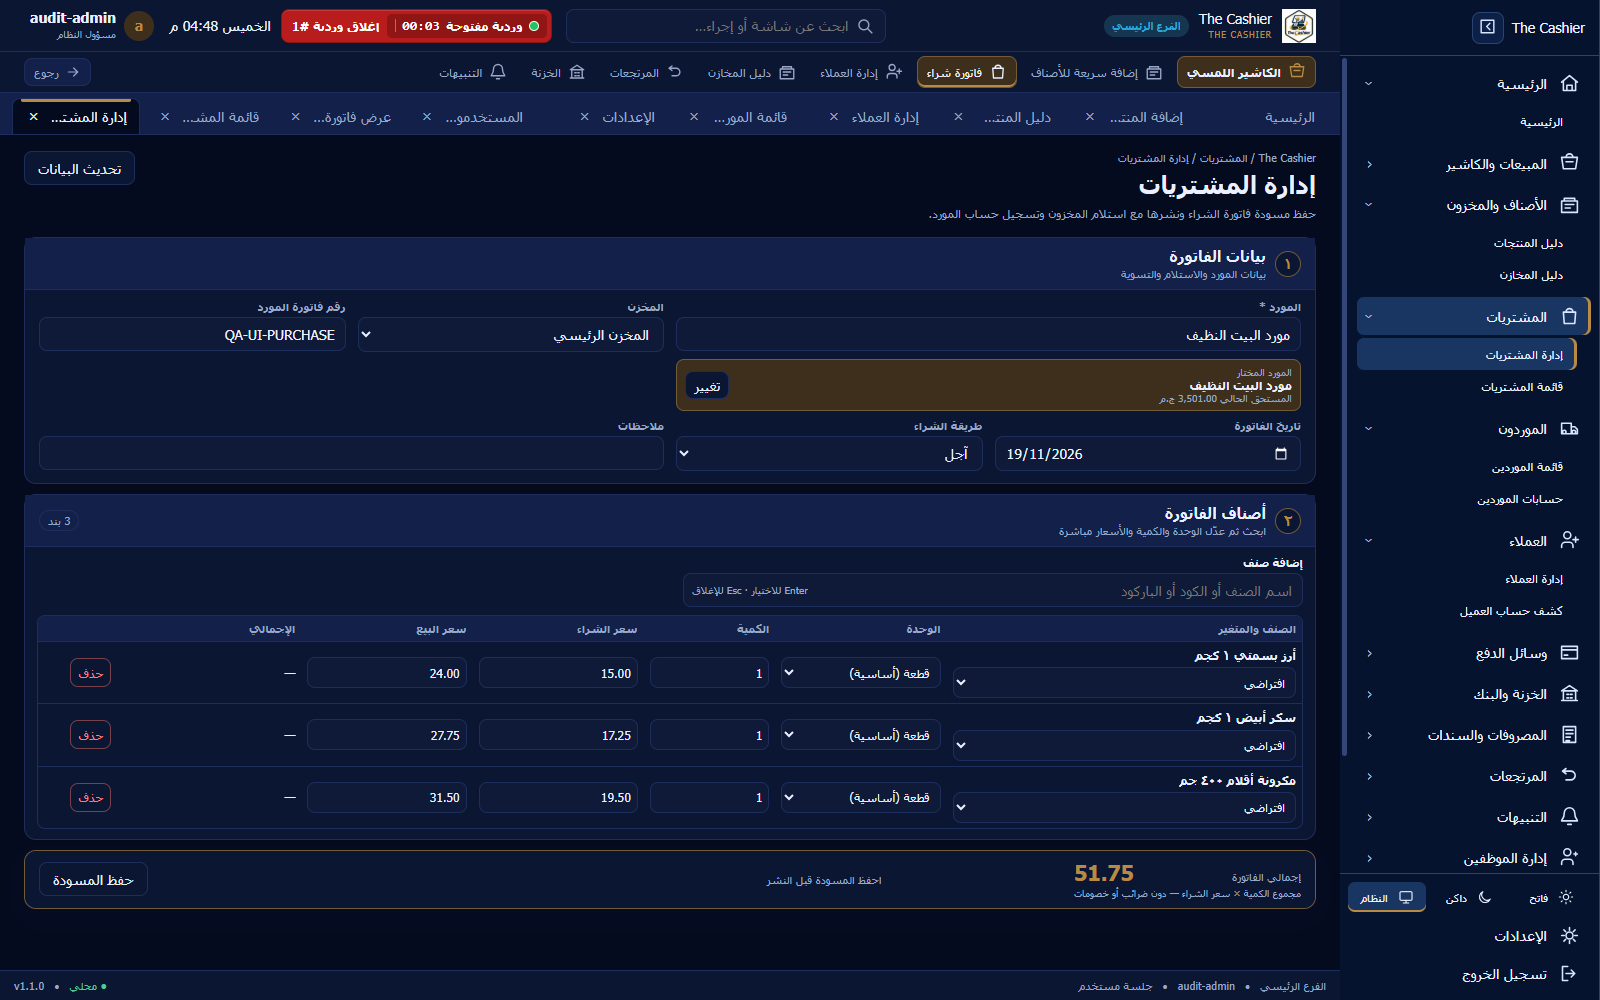 The Cashier
الرئيسية
الرئيسية
المبيعات والكاشير
الأصناف والمخزون
دليل المنتجات
دليل المخازن
المشتريات
إدارة المشتريات
قائمة المشتريات
الموردون
قائمة الموردين
حسابات الموردين
العملاء
إدارة العملاء
كشف حساب العميل
وسائل الدفع
الخزنة والبنك
المصروفات والسندات
المرتجعات
التنبيهات
إدارة الموظفين
فاتح داكن النظام
الإعدادات
تسجيل الخروج
The Cashier
THE CASHIER
الفرع الرئيسي
ابحث عن شاشة أو إجراء...
وردية مفتوحة 00:03 إغلاق وردية #1
الخميس 04:48 م
audit-admin
مسؤول النظام
a
الكاشير اللمسي
إضافة سريعة للأصناف
فاتورة شراء
إدارة العملاء
دليل المخازن
المرتجعات
الخزنة
التنبيهات
رجوع
الرئيسية
إضافة المنت... ×
دليل المنت... ×
إدارة العملاء ×
قائمة المور... ×
الإعدادات ×
المستخدمو... ×
عرض فاتورة... ×
قائمة المش... ×
إدارة المشت... ×
The Cashier / المشتريات / إدارة المشتريات
إدارة المشتريات
حفظ مسودة فاتورة الشراء ونشرها مع استلام المخزون وتسجيل حساب المورد.
تحديث البيانات
١
بيانات الفاتورة
بيانات المورد والاستلام والتسوية
المورد *
المخزن
رقم فاتورة المورد
مورد البيت النظيف
المخزن الرئيسي
QA-UI-PURCHASE
المورد المختار
مورد البيت النظيف
المستحق الحالي 3,501.00 ج.م
تغيير
تاريخ الفاتورة
طريقة الشراء
ملاحظات
19/11/2026
آجل
٢
أصناف الفاتورة
ابحث ثم عدّل الوحدة والكمية والأسعار مباشرة
3 بند
إضافة صنف
اسم الصنف أو الكود أو الباركود
Enter للاختيار · Esc للإغلاق
الصنف والمتغير الوحدة الكمية سعر الشراء سعر البيع الإجمالي
أرز بسمتي ١ كجم
افتراضي قطعة (أساسية) 1 15.00 24.00 — حذف
سكر أبيض ١ كجم
افتراضي قطعة (أساسية) 1 17.25 27.75 — حذف
مكرونة أقلام ٤٠٠ جم
افتراضي قطعة (أساسية) 1 19.50 31.50 — حذف
إجمالي الفاتورة 51.75
مجموع الكمية × سعر الشراء — دون ضرائب أو خصومات
احفظ المسودة قبل النشر
حفظ المسودة
الفرع الرئيسي • audit-admin • جلسة مستخدم
محلي • v1.1.0